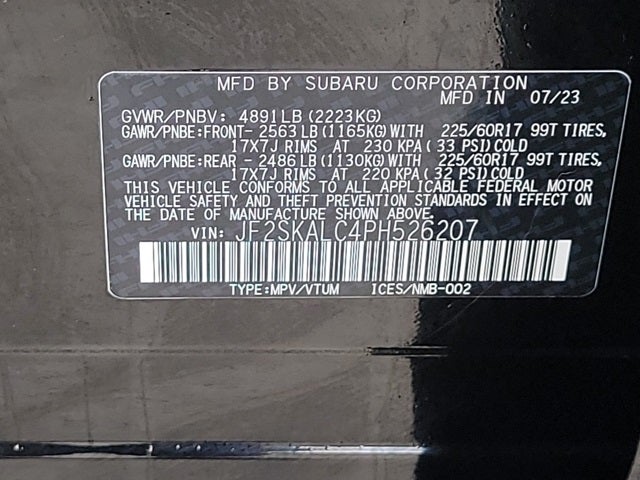 MFD BY SUBARU CORPORATION
MFD IN 07/23
GVWR/PNBV: 4891LB(2223KG)
GAWR/PNBE:FRONT- 2563LB(1165KG)WITH 225/60R17 99T TIRES,
17X7J RIMS AT 230 KPA (33 PSI)COLD
GAWR/PNBE:REAR - 2486LB(1130KG)WITH 225/60R17 99T TIRES,
17X7J RIMS AT 220 KPA (32 PSI)COLD
THIS VEHICLE CONFORMS TO ALL APPLICABLE FEDERAL MOTOR
VEHICLE SAFETY AND THEFT PREVENTION STANDARDS IN EFFECT ON
THE DATE OF MANUFACTURE SHOWN ABOVE.
VIN: JF2SKALC4PH526207
TYPE:MPV/VTUM ICES/NMB-002